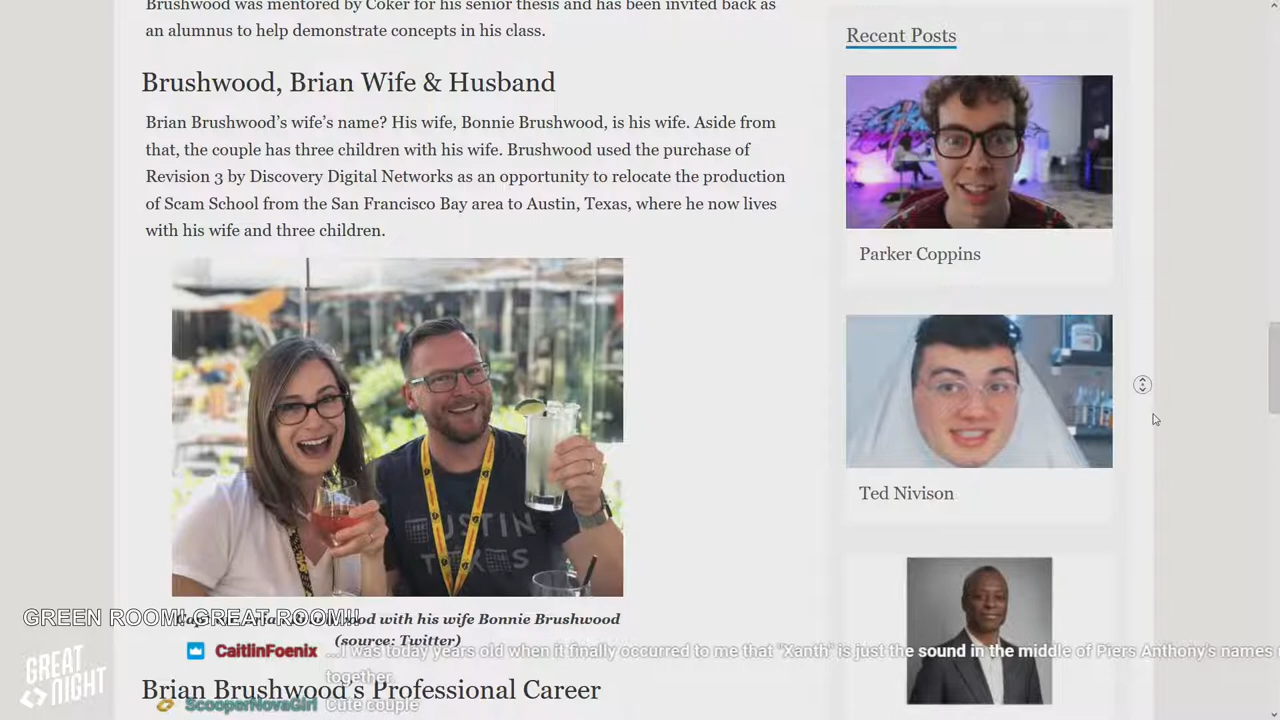 Brushwood was mentored by Coker for his senior thesis and has been invited back as
an alumnus to help demonstrate concepts in his class.
Brushwood, Brian Wife & Husband
Brian Brushwood's wife's name? His wife, Bonnie Brushwood, is his wife. Aside from
that, the couple has three children with his wife. Brushwood used the purchase of
Revision 3 by Discovery Digital Networks as an opportunity to relocate the production
of Scam School from the San Francisco Bay area to Austin, Texas, where he now lives
with his wife and three children.
AUSTIN
TEXAS
GREEN ROOM! GREAT ROOM!!
with his wife Bonnie Brushwood
(source: Twitter)
CaitlinFoenix ...I was today years old when it finally occurred to me that "Xanth" is just the sound in the middle of Piers Anthony's names
together.
Brian Brushwood's Professional Career
ScooperNovaGirl Cute couple
GREAT
NIGHT
Recent Posts
Parker Coppins
Ted Nivison